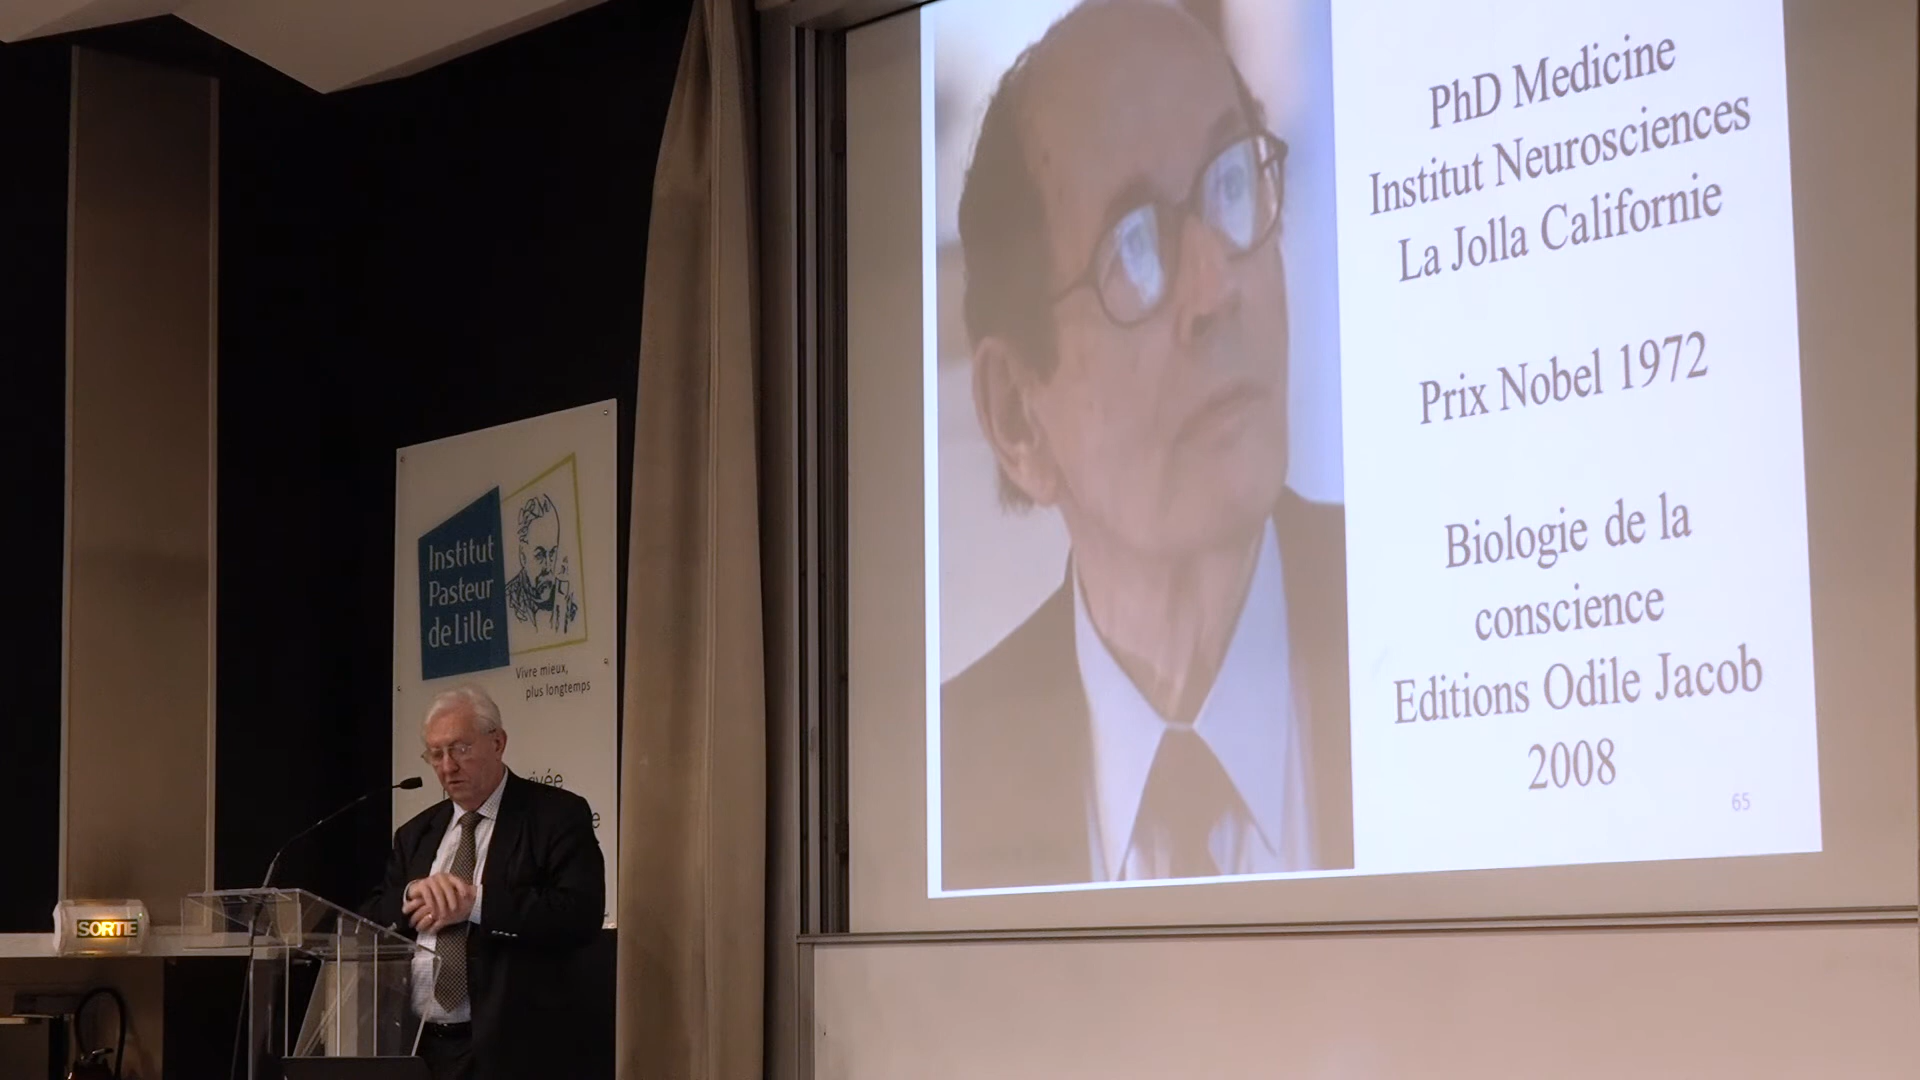 PhD Medicine
Institut Neurosciences
La Jolla Californie
Prix Nobel 1972
Biologie de la
conscience
Editions Odile Jacob
2008
65
Institut
Pasteur
de Lille
Vivre mieux,
plus longtemps
SORTIE